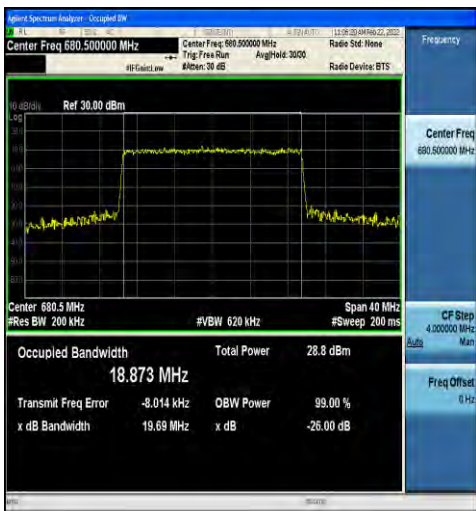 Agilent Spectrum Analyzer - Occupied BW
Center Freq 680.500000 MHz
Center Freq: 680.500000 MHz
Radio Std: None
Trig: Free Run
Avg|Hold: 30/30
#IFGain:Low
#Atten: 30 dB
Radio Device: BTS
Frequency
10 dB/div
Ref 30.00 dBm
Log
Center Freq
680.500000 MHz
Center 680.5 MHz
Span 40 MHz
#Res BW 200 kHz
#VBW 620 kHz
#Sweep 200 ms
CF Step
4.000000 MHz
Auto
Man
Occupied Bandwidth
Total Power
28.8 dBm
18.873 MHz
Transmit Freq Error
-8.014 kHz
OBW Power
99.00 %
x dB Bandwidth
19.69 MHz
x dB
-26.00 dB
Freq Offset
0 Hz